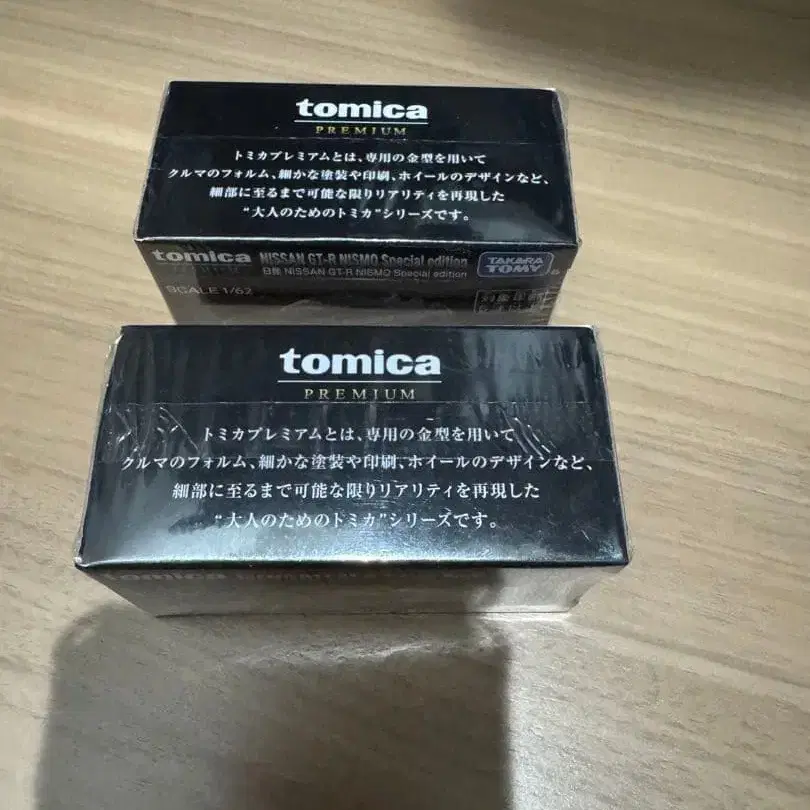 tomica
PREMIUM
トミカプレミアムとは、専用の金型を用いて
クルマのフォルム、細かな塗装や印刷、ホイールのデザインなど、
細部に至るまで可能な限りリアリティを再現した
“大人のためのトミカ”シリーズです。
tomica NISSAN GT-R NISMO Special edition TAKARA TOMY
日産 NISSAN GT-R NISMO Special edition
SCALE 1/62
tomica
PREMIUM
トミカプレミアムとは、専用の金型を用いて
クルマのフォルム、細かな塗装や印刷、ホイールのデザインなど、
細部に至るまで可能な限りリアリティを再現した
“大人のためのトミカ”シリーズです。
tomica